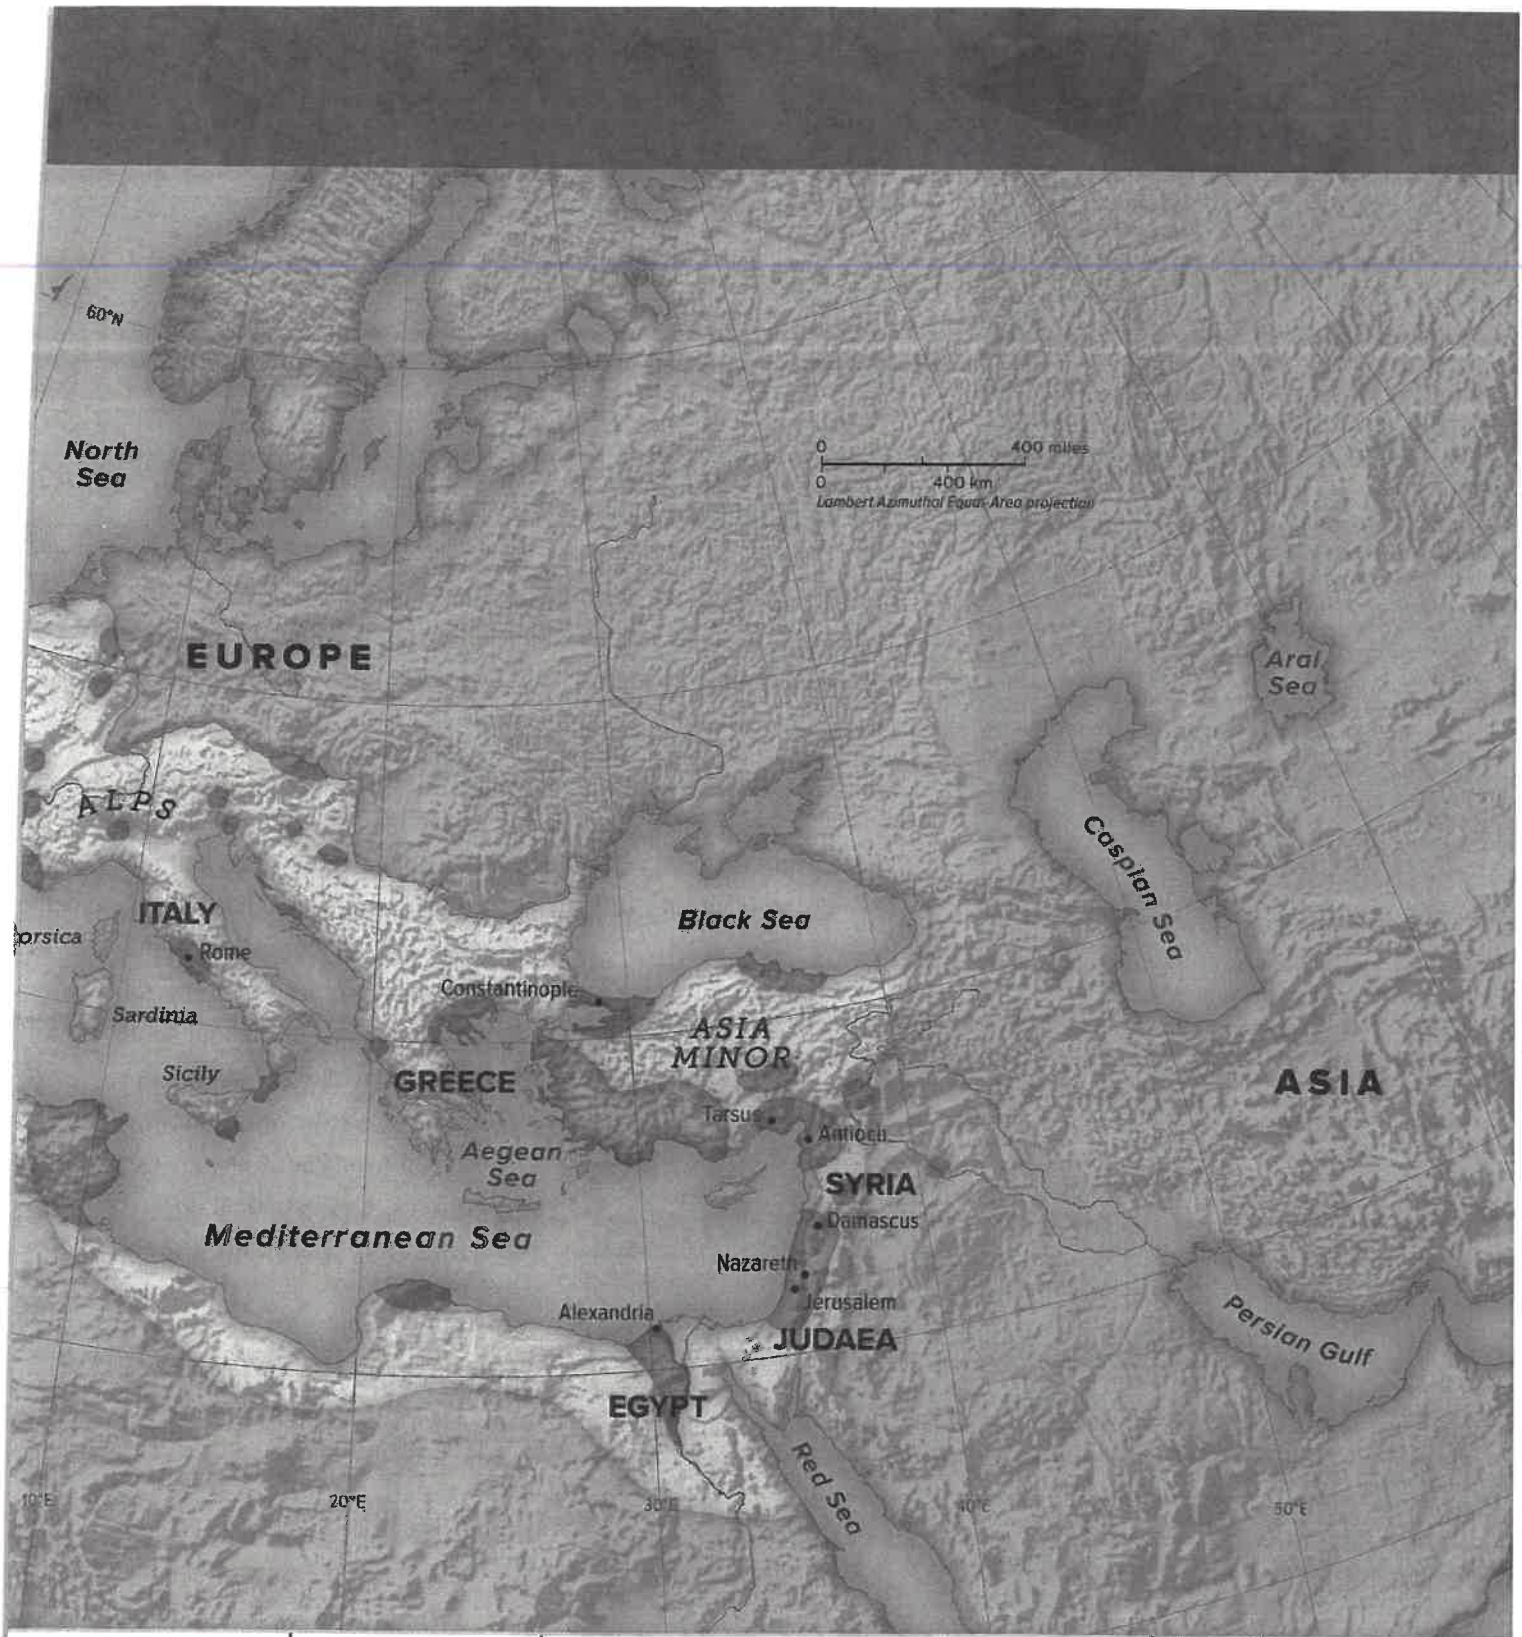 60°N
North
Sea
0 400 miles
0 400 km
Lambert Azimuthal Equal-Area projection
EUROPE
Aral
Sea
ALPS
Caspian Sea
ITALY
Black Sea
orsica
Rome
Constantinople
Sardinia
ASIA
MINOR
Sicily
GREECE
ASIA
Tarsus
Antioch
Aegean
Sea
SYRIA
Mediterranean Sea
Damascus
Nazareth
Jerusalem
Alexandria
Persian Gulf
JUDAEA
EGYPT
Red Sea
10°E
20°E
30°E
40°E
50°E